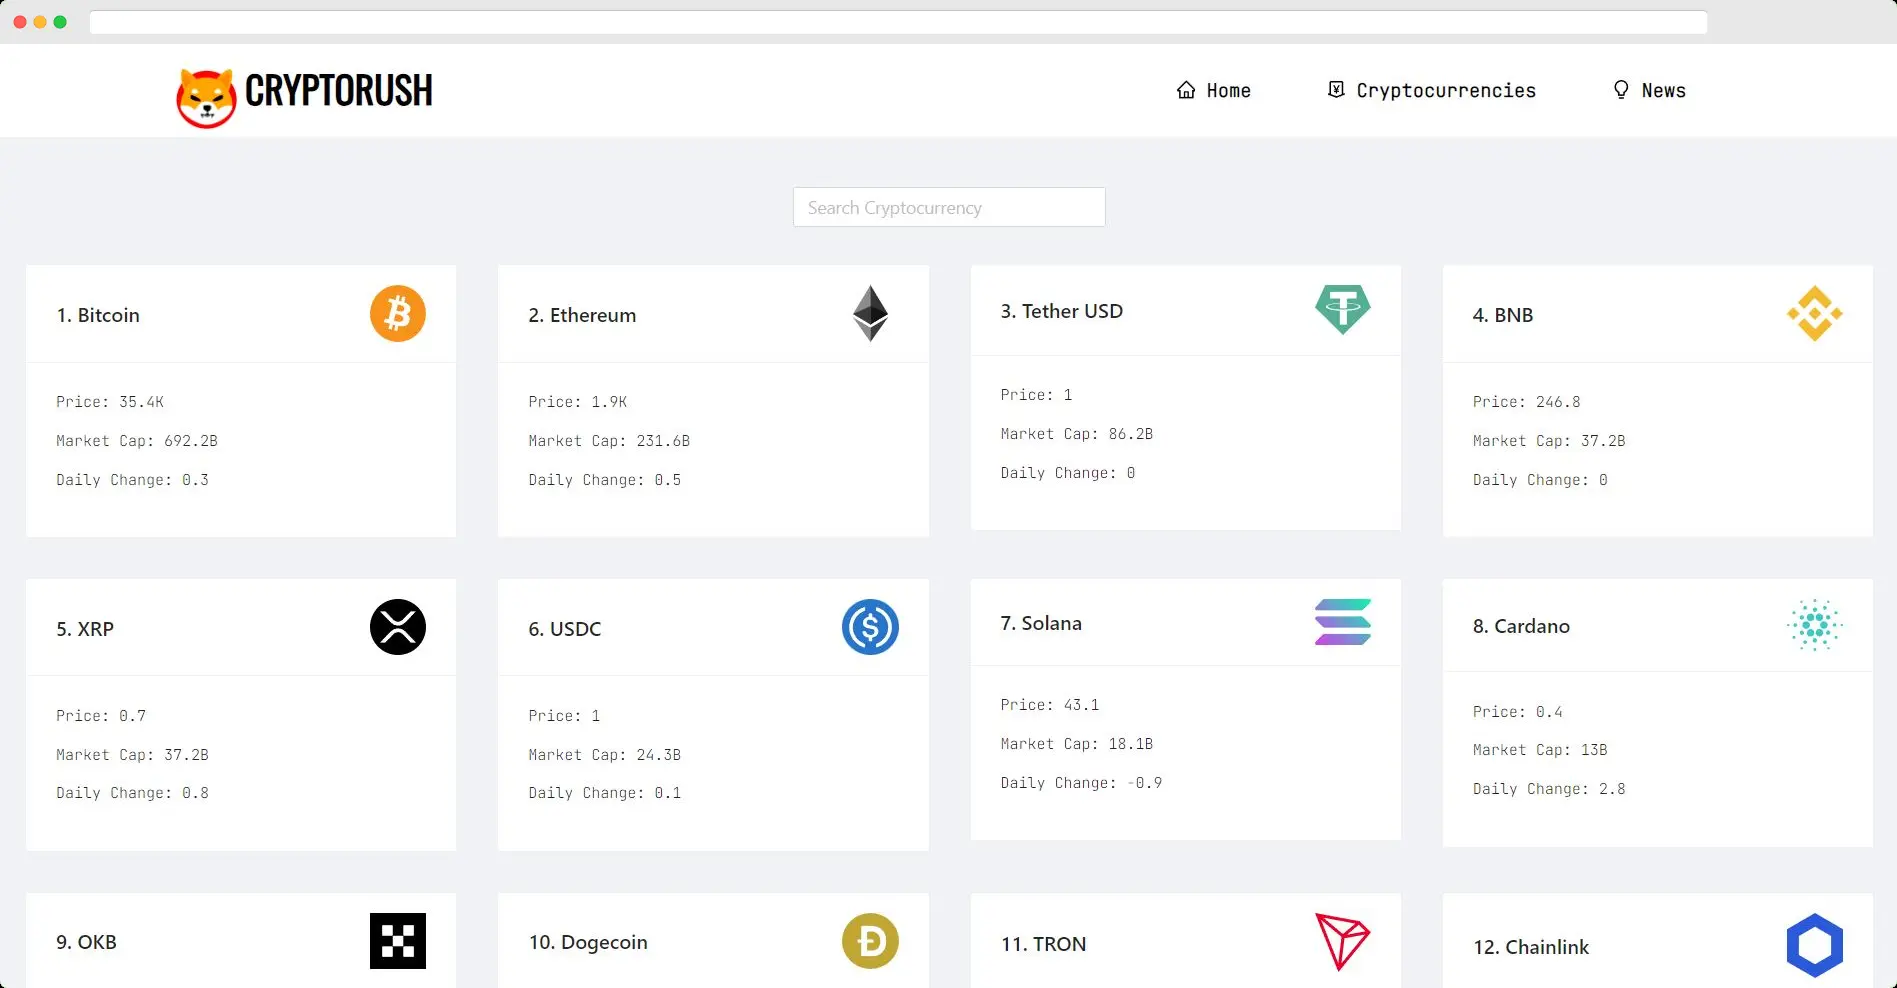 CRYPTORUSH
Home
Cryptocurrencies
News
Search Cryptocurrency
1. Bitcoin
Price: 35.4K
Market Cap: 692.2B
Daily Change: 0.3
2. Ethereum
Price: 1.9K
Market Cap: 231.6B
Daily Change: 0.5
3. Tether USD
Price: 1
Market Cap: 86.2B
Daily Change: 0
4. BNB
Price: 246.8
Market Cap: 37.2B
Daily Change: 0
5. XRP
Price: 0.7
Market Cap: 37.2B
Daily Change: 0.8
6. USDC
Price: 1
Market Cap: 24.3B
Daily Change: 0.1
7. Solana
Price: 43.1
Market Cap: 18.1B
Daily Change: -0.9
8. Cardano
Price: 0.4
Market Cap: 13B
Daily Change: 2.8
9. OKB
10. Dogecoin
11. TRON
12. Chainlink